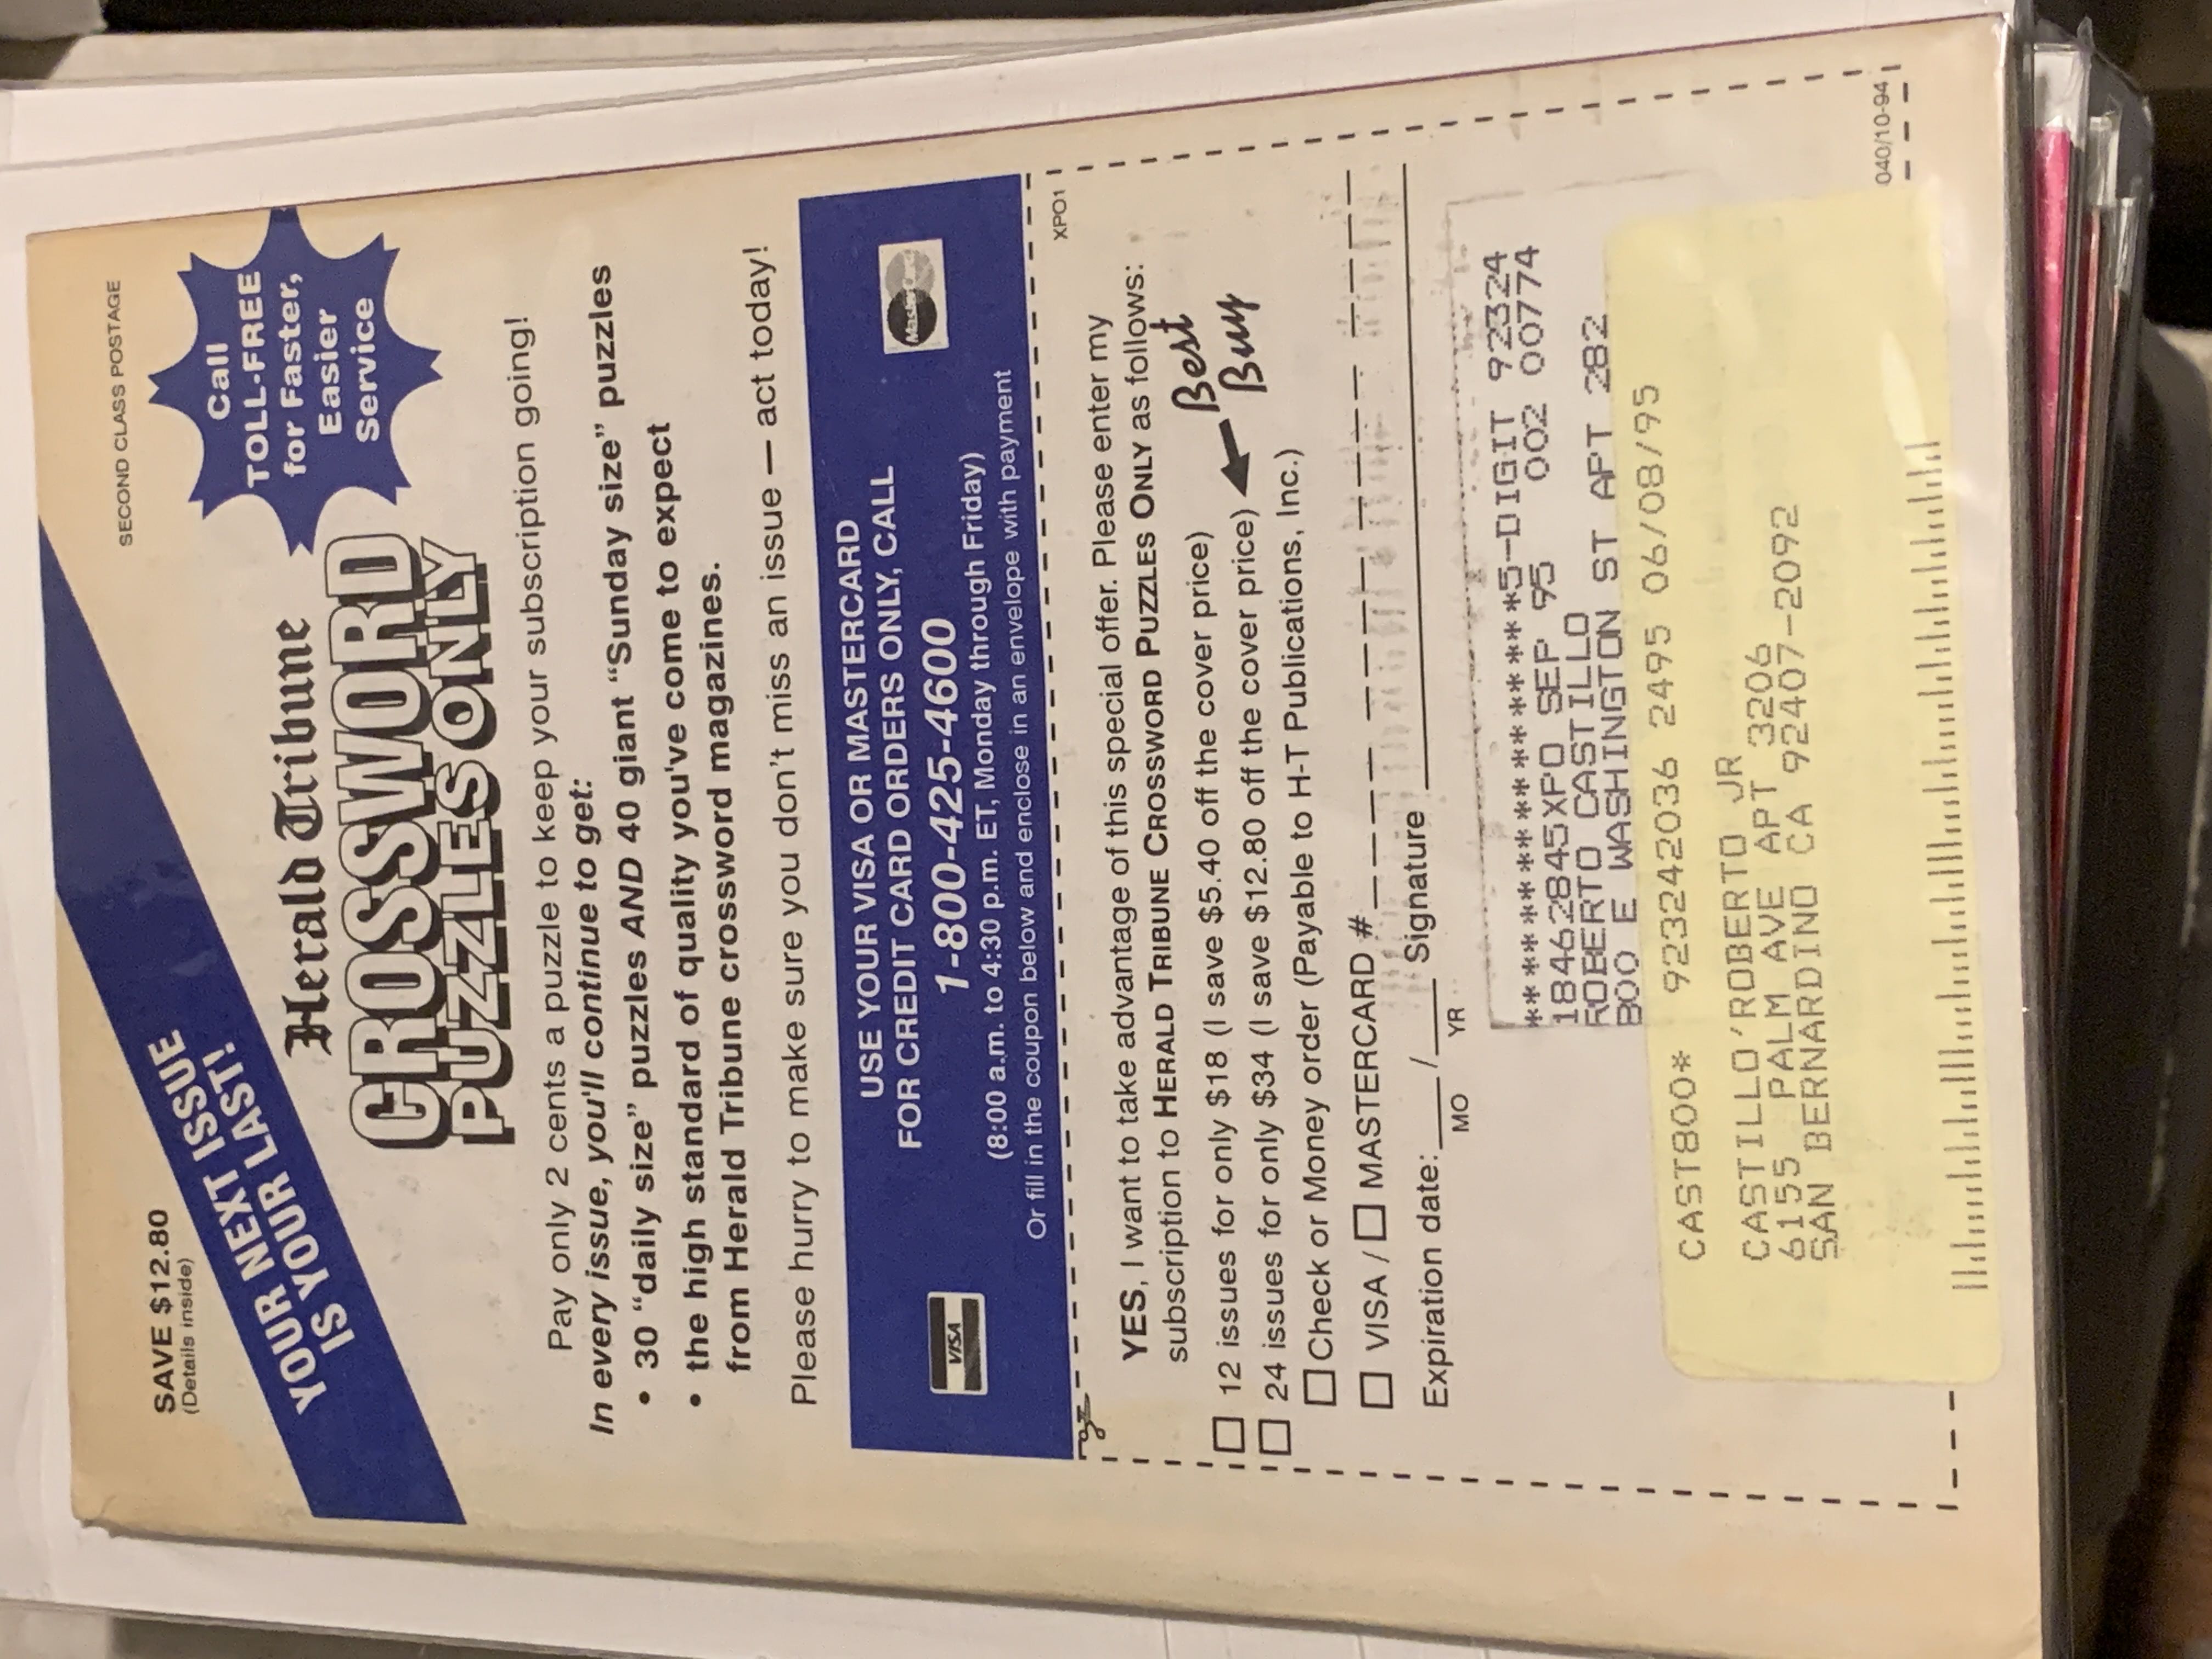 SECOND CLASS POSTAGE
SAVE $12.80
(Details inside)
YOUR NEXT ISSUE
IS YOUR LAST!
Call
TOLL-FREE
for Faster,
Easier
Service
Herald Tribune
CROSSWORD
PUZZLES ONLY
Pay only 2 cents a puzzle to keep your subscription going!
In every issue, you'll continue to get:
• 30 “daily size” puzzles AND 40 giant “Sunday size” puzzles
• the high standard of quality you've come to expect
from Herald Tribune crossword magazines.
Please hurry to make sure you don't miss an issue — act today!
USE YOUR VISA OR MASTERCARD
FOR CREDIT CARD ORDERS ONLY, CALL
1-800-425-4600
(8:00 a.m. to 4:30 p.m. ET, Monday through Friday)
Or fill in the coupon below and enclose in an envelope with payment
VISA
MasterCard
XPO1
YES, I want to take advantage of this special offer. Please enter my
subscription to HERALD TRIBUNE CROSSWORD PUZZLES ONLY as follows:
☐ 12 issues for only $18 (I save $5.40 off the cover price)
☐ 24 issues for only $34 (I save $12.80 off the cover price) Best Buy
☐ Check or Money order (Payable to H-T Publications, Inc.)
☐ VISA / ☐ MASTERCARD #
Expiration date: ___/___ Signature
MO YR
****************5-DIGIT 92324
18462845XPO SEP 95 002 00774
ROBERTO CASTILLO
800 E WASHINGTON ST APT 282
CAST800* 923242036 2495 06/08/95
CASTILLO'ROBERTO JR
6155 PALM AVE APT 3206
SAN BERNARDINO CA 92407-2092
040/10-94